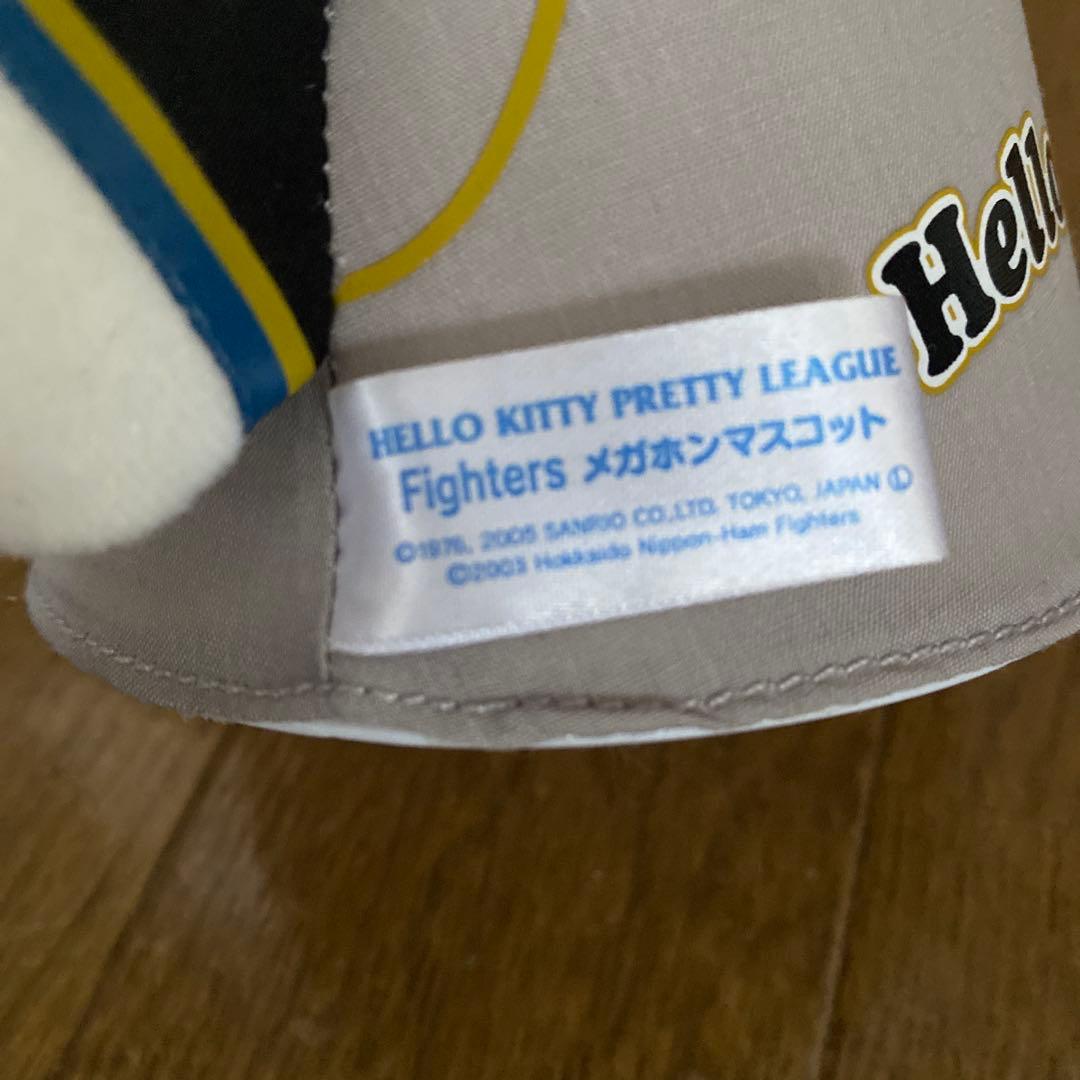 Hello
HELLO KITTY PRETTY LEAGUE
Fighters メガホンマスコット
©1976, 2005 SANRIO CO.,LTD. TOKYO, JAPAN Ⓛ
©2003 Hokkaido Nippon-Ham Fighters